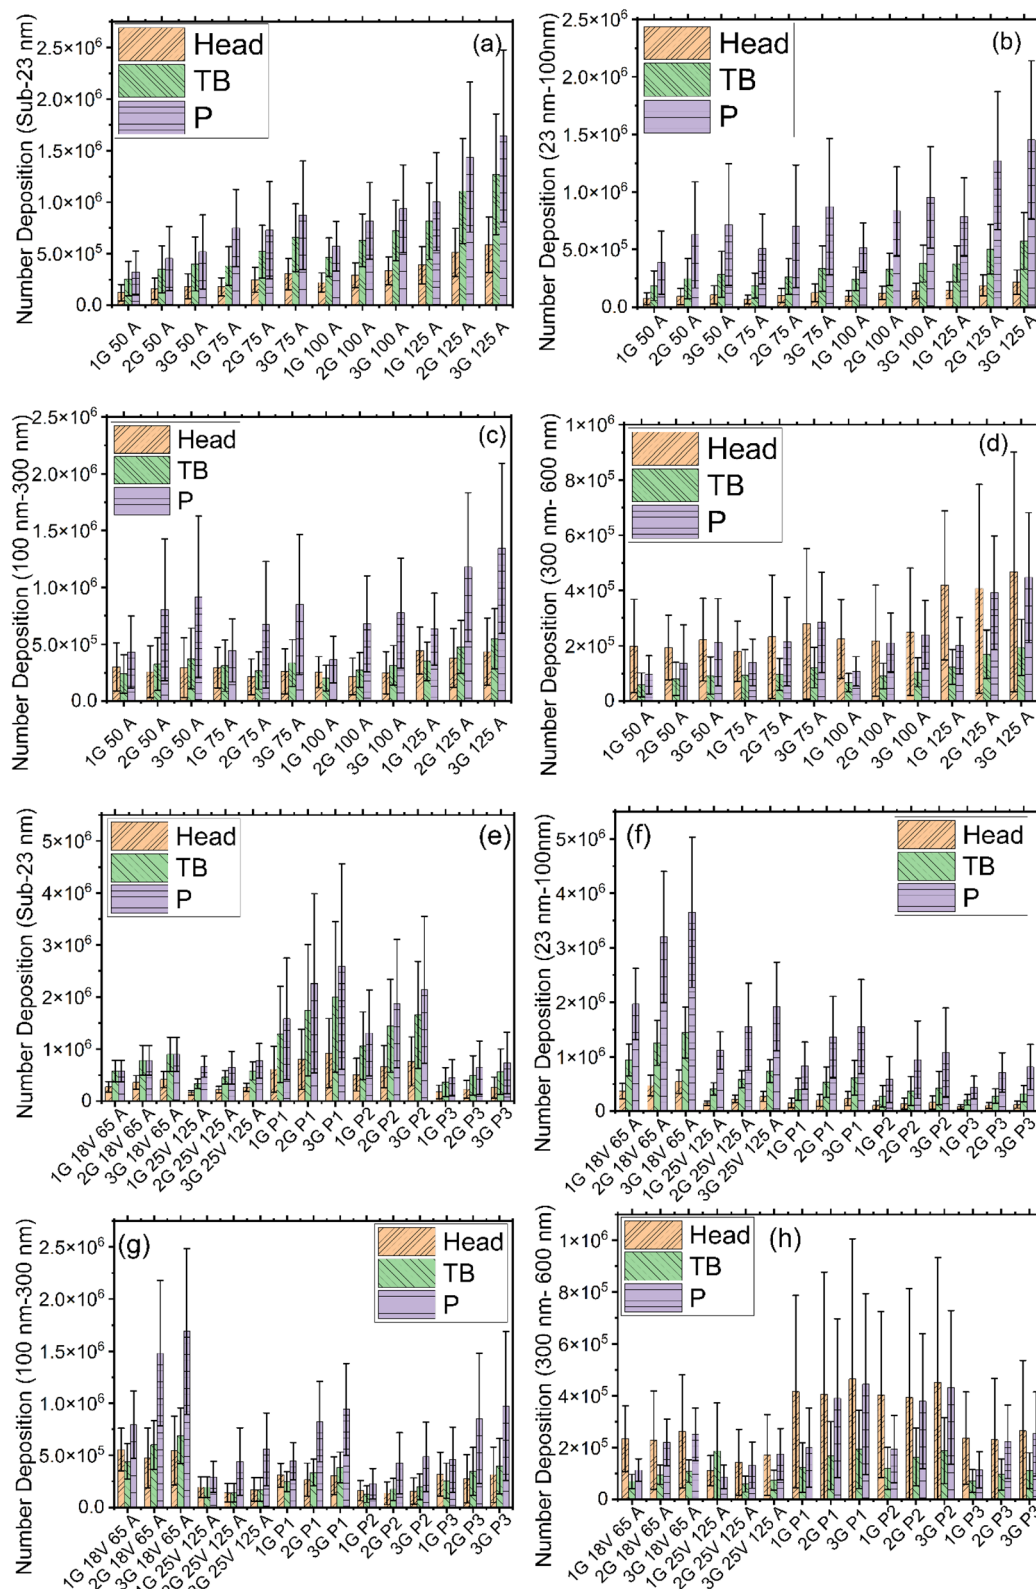 Number Deposition (Sub-23 nm)
2.5×10⁶
2.0×10⁶
1.5×10⁶
1.0×10⁶
5.0×10⁵
0.0
Head
TB
P
(a)
1G 50 A
2G 50 A
3G 50 A
1G 75 A
2G 75 A
3G 75 A
1G 100 A
2G 100 A
3G 100 A
1G 125 A
2G 125 A
3G 125 A
Number Deposition (23 nm-100nm)
2.5×10⁶
2.0×10⁶
1.5×10⁶
1.0×10⁶
5.0×10⁵
0.0
Head
TB
P
(b)
1G 50 A
2G 50 A
3G 50 A
1G 75 A
2G 75 A
3G 75 A
1G 100 A
2G 100 A
3G 100 A
1G 125 A
2G 125 A
3G 125 A
Number Deposition (100 nm-300 nm)
2.5×10⁶
2.0×10⁶
1.5×10⁶
1.0×10⁶
5.0×10⁵
0.0
Head
TB
P
(c)
1G 50 A
2G 50 A
3G 50 A
1G 75 A
2G 75 A
3G 75 A
1G 100 A
2G 100 A
3G 100 A
1G 125 A
2G 125 A
3G 125 A
Number Deposition (300 nm- 600 nm)
1×10⁶
8×10⁵
6×10⁵
4×10⁵
2×10⁵
0
Head
TB
P
(d)
1G 50 A
2G 50 A
3G 50 A
1G 75 A
2G 75 A
3G 75 A
1G 100 A
2G 100 A
3G 100 A
1G 125 A
2G 125 A
3G 125 A
Number Deposition (Sub-23 nm)
5×10⁶
4×10⁶
3×10⁶
2×10⁶
1×10⁶
0
Head
TB
P
(e)
1G 18V 65 A
2G 18V 65 A
3G 18V 65 A
1G 25V 125 A
2G 25V 125 A
3G 25V 125 A
1G P1
2G P1
3G P1
1G P2
2G P2
3G P2
1G P3
2G P3
3G P3
Number Deposition (23 nm-100nm)
5×10⁶
4×10⁶
3×10⁶
2×10⁶
1×10⁶
0
(f)
Head
TB
P
1G 18V 65 A
2G 18V 65 A
3G 18V 65 A
1G 25V 125 A
2G 25V 125 A
3G 25V 125 A
1G P1
2G P1
3G P1
1G P2
2G P2
3G P2
1G P3
2G P3
3G P3
Number Deposition (100 nm-300 nm)
2.5×10⁶
2.0×10⁶
1.5×10⁶
1.0×10⁶
5.0×10⁵
0.0
(g)
Head
TB
P
1G 18V 65 A
2G 18V 65 A
3G 18V 65 A
1G 25V 125 A
2G 25V 125 A
3G 25V 125 A
1G P1
2G P1
3G P1
1G P2
2G P2
3G P2
1G P3
2G P3
3G P3
Number Deposition (300 nm- 600 nm)
1×10⁶
8×10⁵
6×10⁵
4×10⁵
2×10⁵
0
Head
TB
P
(h)
1G 18V 65 A
2G 18V 65 A
3G 18V 65 A
1G 25V 125 A
2G 25V 125 A
3G 25V 125 A
1G P1
2G P1
3G P1
1G P2
2G P2
3G P2
1G P3
2G P3
3G P3